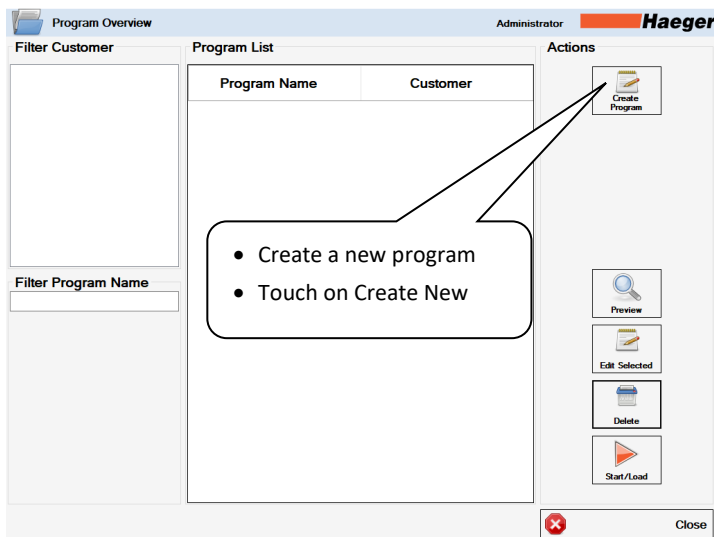 Program Overview
Administrator
Haeger
Filter Customer
Program List
Actions
Program Name
Customer
Create
Program
• Create a new program
• Touch on Create New
Filter Program Name
Preview
Edit Selected
Delete
Start/Load
Close